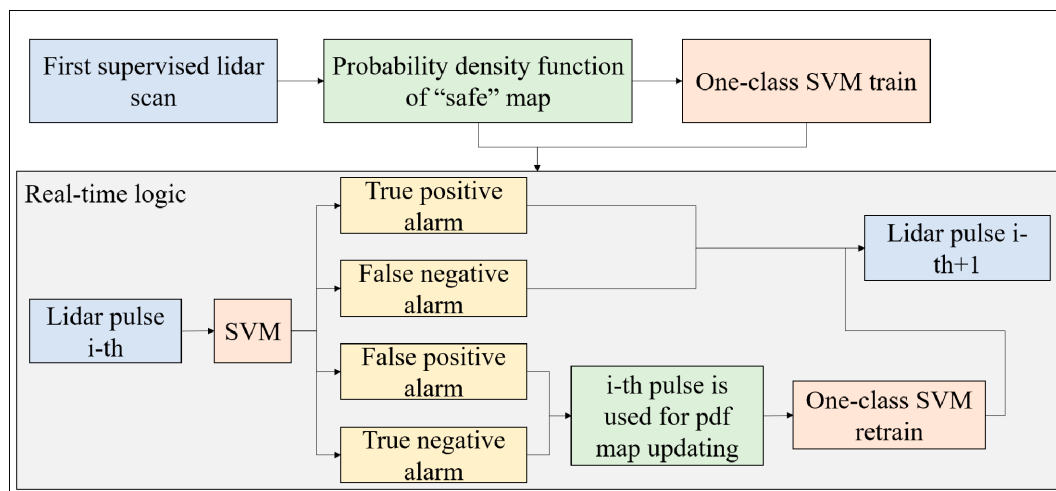 First supervised lidar
scan
Probability density function
of “safe” map
One-class SVM train
Real-time logic
True positive
alarm
False negative
alarm
False positive
alarm
True negative
alarm
Lidar pulse
i-th
SVM
i-th pulse is
used for pdf
map updating
One-class SVM
retrain
Lidar pulse i-
th+1